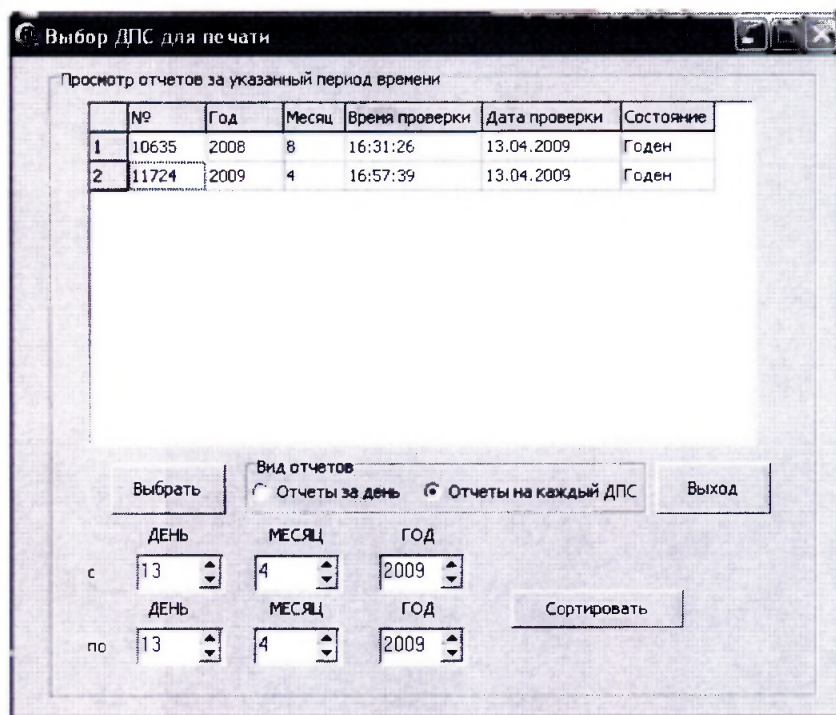 Выбор ДПС для печати
Просмотр отчетов за указанный период времени
№ Год Месяц Время проверки Дата проверки Состояние
1 10635 2008 8 16:31:26 13.04.2009 Годен
2 11724 2009 4 16:57:39 13.04.2009 Годен
Вид отчетов
Выбрать Отчеты за день Отчеты на каждый ДПС Выход
ДЕНЬ МЕСЯЦ ГОД
с 13 4 2009
ДЕНЬ МЕСЯЦ ГОД Сортировать
по 13 4 2009